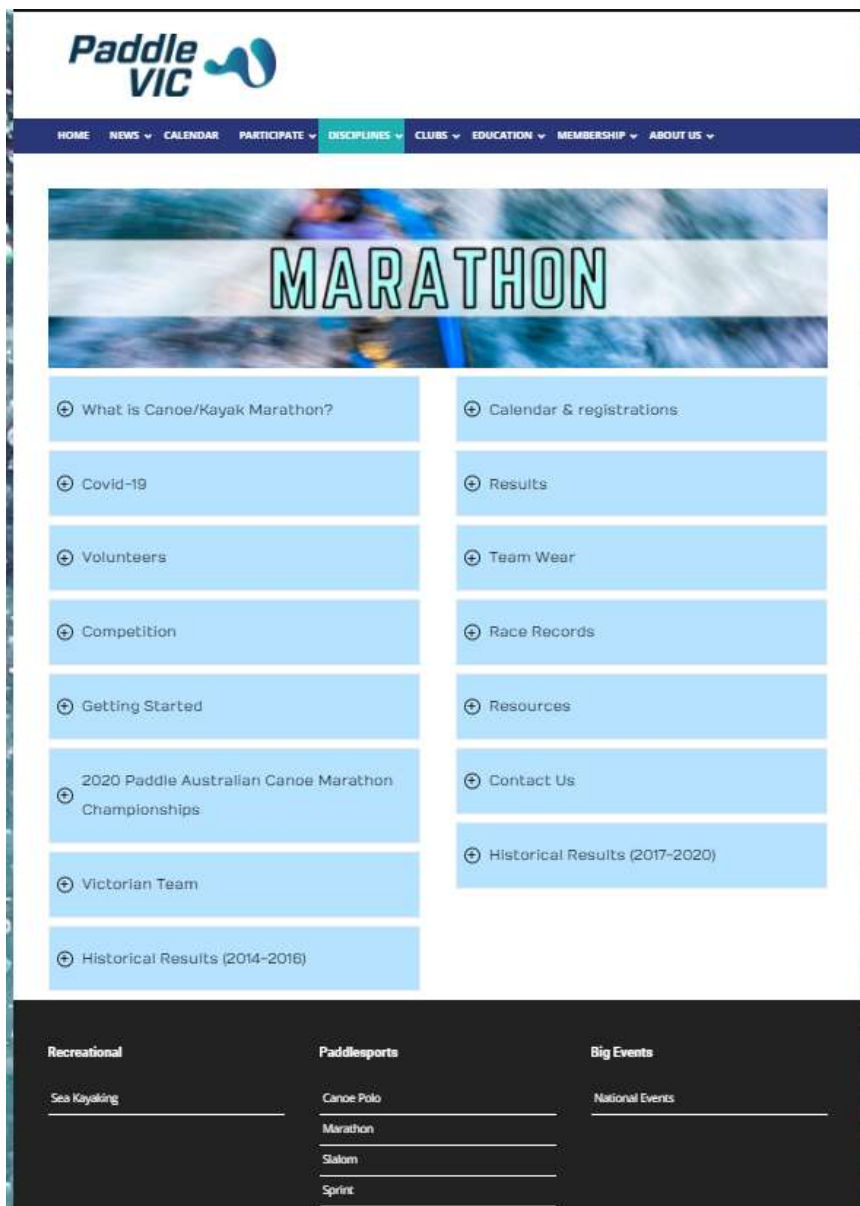 Paddle
VIC
HOME NEWS CALENDAR PARTICIPATE DISCIPLINES CLUBS EDUCATION MEMBERSHIP ABOUT US
MARATHON
What is Canoe/Kayak Marathon?
Covid-19
Volunteers
Competition
Getting Started
2020 Paddle Australian Canoe Marathon
Championships
Victorian Team
Historical Results (2014-2016)
Calendar & registrations
Results
Team Wear
Race Records
Resources
Contact Us
Historical Results (2017-2020)
Recreational
Sea Kayaking
Paddlesports
Canoe Polo
Marathon
Slalom
Sprint
Big Events
National Events